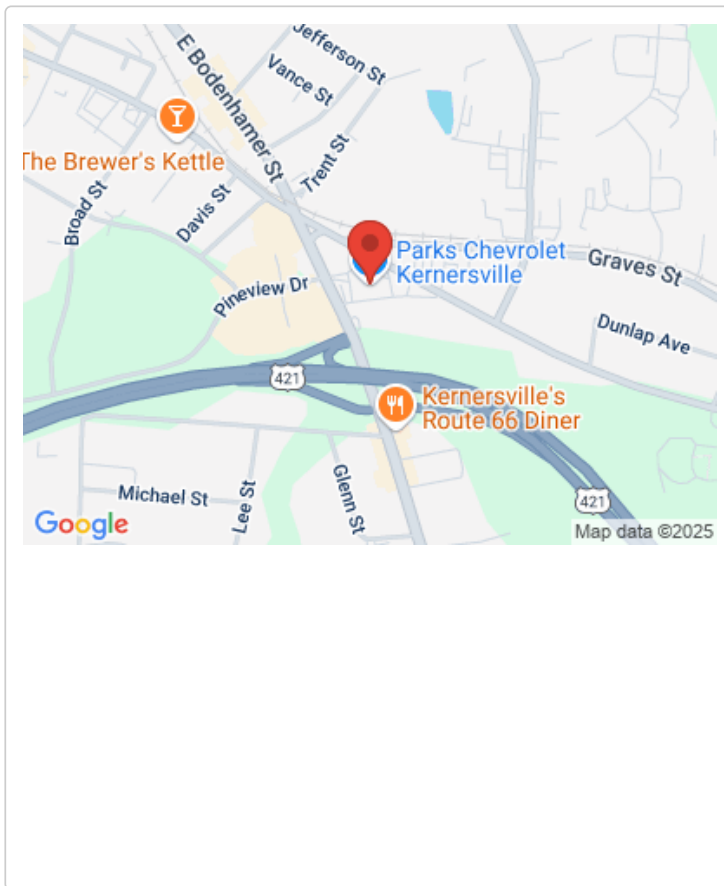 Jefferson St
E Bodenhamer St
Vance St
The Brewer's Kettle
Trent St
Broad St
Davis St
Parks Chevrolet
Kernersville
Graves St
Pineview Dr
Dunlap Ave
421
Kernersville's
Route 66 Diner
Michael St
Lee St
Glenn St
421
Google
Map data ©2025